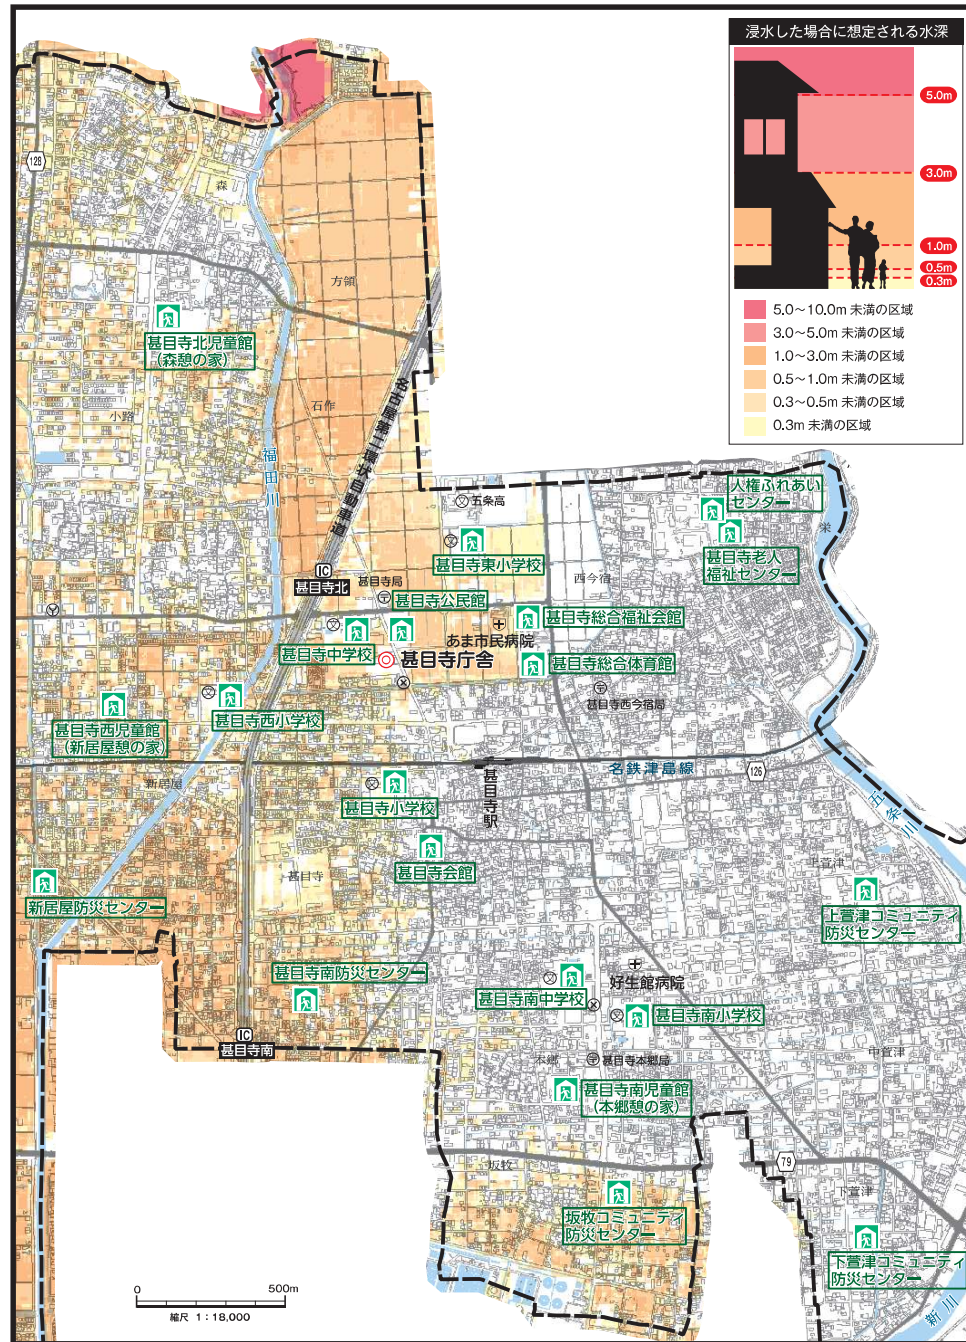 浸水した場合に想定される水深
5.0m
3.0m
1.0m
0.5m
0.3m
5.0～10.0m 未満の区域
3.0～5.0m 未満の区域
1.0～3.0m 未満の区域
0.5～1.0m 未満の区域
0.3～0.5m 未満の区域
0.3m 未満の区域
128
森
方領
甚目寺北児童館
（森憩の家）
小路
石作
名古屋第二環状自動車道
福田川
人権ふれあい
センター
栄
五条高
甚目寺老人
福祉センター
甚目寺東小学校
西今宿
IC
甚目寺北
甚目寺局
甚目寺公民館
甚目寺総合福祉会館
あま市民病院
甚目寺中学校
甚目寺庁舎
甚目寺総合体育館
甚目寺西今宿局
甚目寺西小学校
甚目寺西児童館
（新居屋憩の家）
名鉄津島線
126
新居屋
甚目寺駅
甚目寺小学校
五条川
甚目寺会館
上萱津
甚目寺
新居屋防災センター
上萱津コミュニティ
防災センター
甚目寺南防災センター
好生館病院
甚目寺南中学校
甚目寺南小学校
IC
甚目寺南
本郷
甚目寺本郷局
中萱津
甚目寺南児童館
（本郷憩の家）
坂牧
79
下萱津
坂牧コミュニティ
防災センター
下萱津コミュニティ
防災センター
新川
0
500m
縮尺 1：18,000